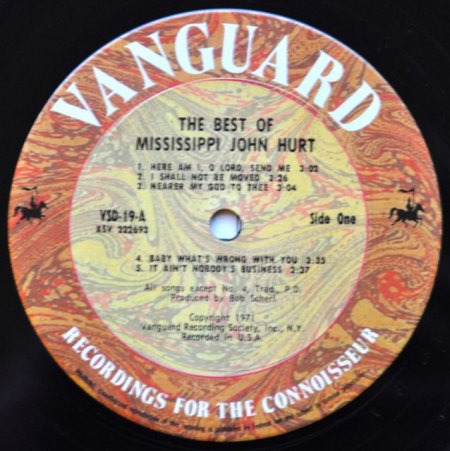 VANGUARD
THE BEST OF
MISSISSIPPI JOHN HURT
1. HERE AM I, O LORD, SEND ME 3:02
2. I SHALL NOT BE MOVED 3:26
3. NEARER MY GOD TO THEE 3:04
VSD-19-A
XSV 222693
Side One
4. BABY WHAT'S WRONG WITH YOU 3:35
5. IT AIN'T NOBODY'S BUSINESS 2:37
All songs except No. 4, Trad., P.D.
Produced by Bob Scherl
Copyright 1971
Vanguard Recording Society, Inc., N.Y.
Recorded in U.S.A.
RECORDINGS FOR THE CONNOISSEUR